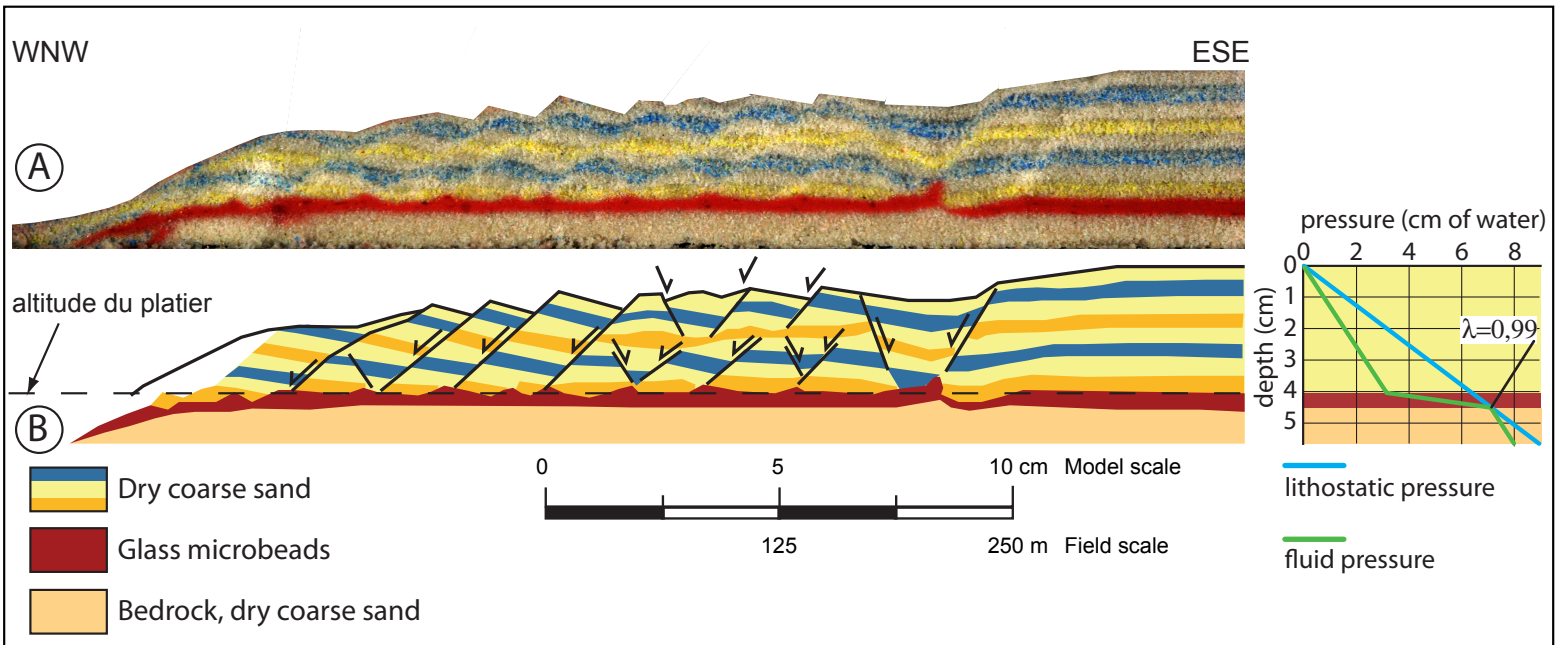 WNW
ESE
A
altitude du platier
B
pressure (cm of water)
0 2 4 6 8
0
1
2
3
4
5
depth (cm)
λ=0,99
Dry coarse sand
Glass microbeads
Bedrock, dry coarse sand
0 5 10 cm Model scale
125 250 m Field scale
lithostatic pressure
fluid pressure